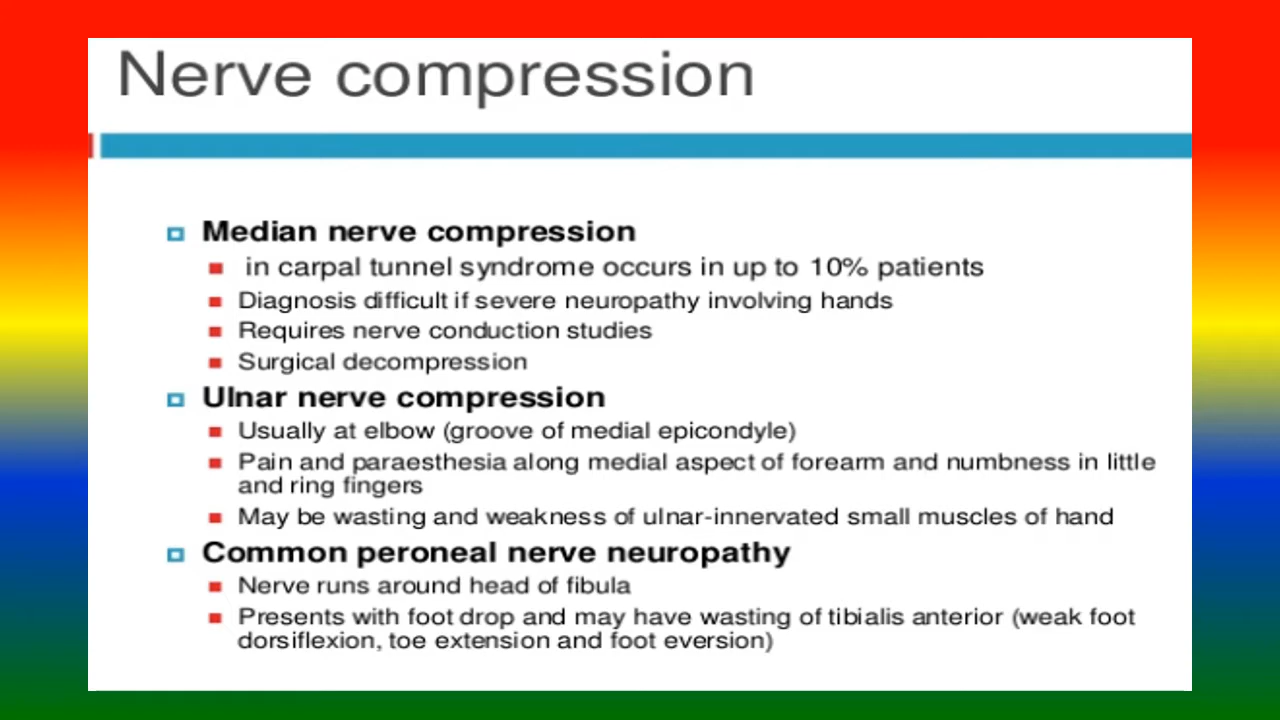 Nerve compression
Median nerve compression
in carpal tunnel syndrome occurs in up to 10% patients
Diagnosis difficult if severe neuropathy involving hands
Requires nerve conduction studies
Surgical decompression
Ulnar nerve compression
Usually at elbow (groove of medial epicondyle)
Pain and paraesthesia along medial aspect of forearm and numbness in little
and ring fingers
May be wasting and weakness of ulnar-innervated small muscles of hand
Common peroneal nerve neuropathy
Nerve runs around head of fibula
Presents with foot drop and may have wasting of tibialis anterior (weak foot
dorsiflexion, toe extension and foot eversion)